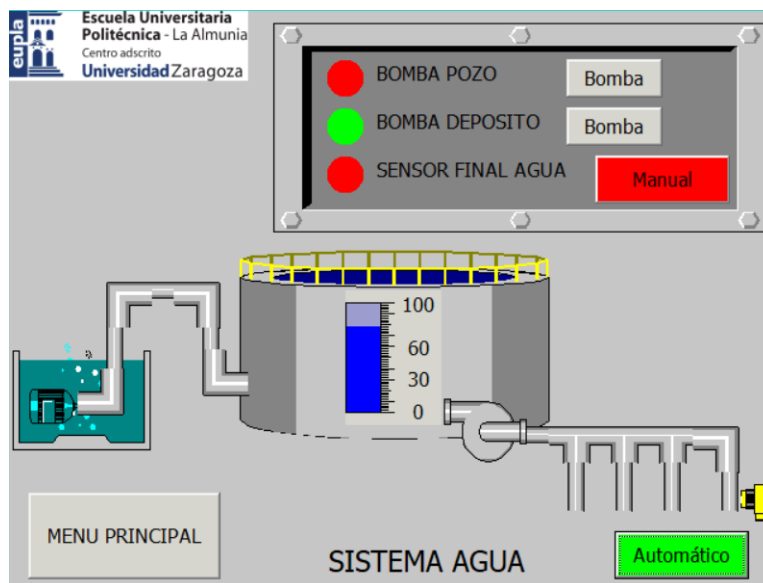 eupla
Escuela Universitaria
Politécnica - La Almunia
Centro adscrito
Universidad Zaragoza
BOMBA POZO
Bomba
BOMBA DEPOSITO
Bomba
SENSOR FINAL AGUA
Manual
100
60
30
0
MENU PRINCIPAL
SISTEMA AGUA
Automático